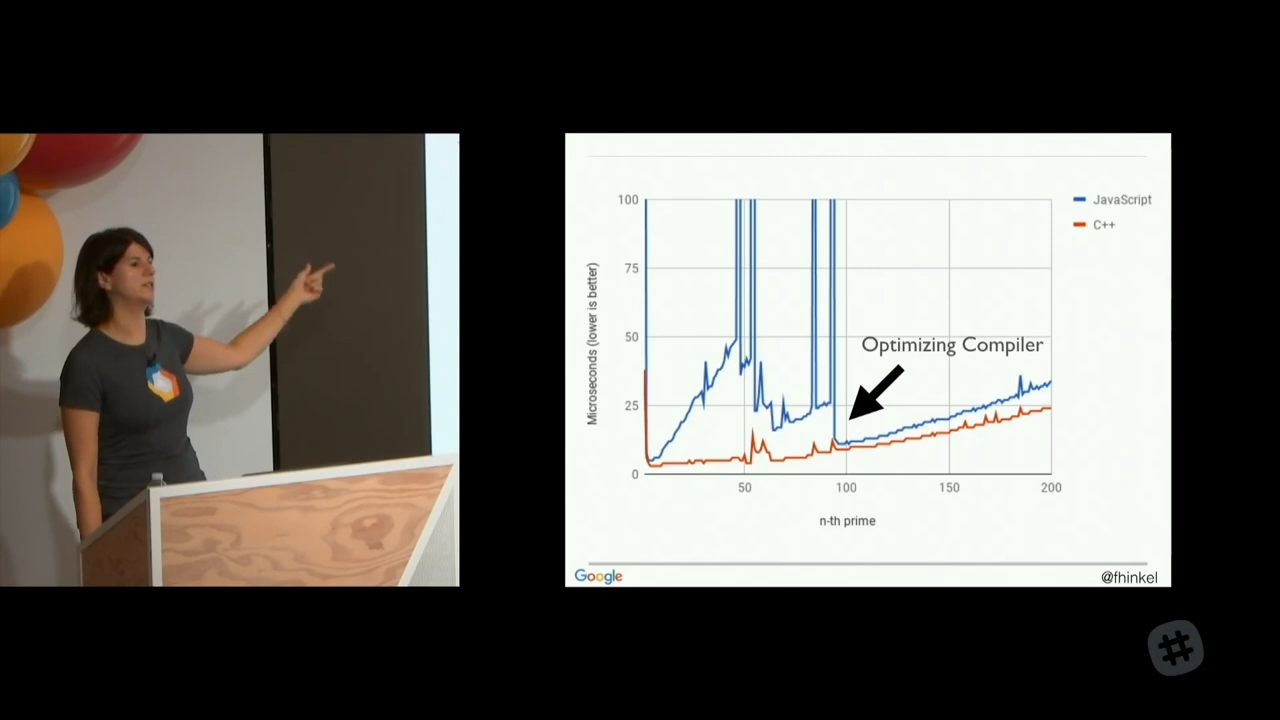 100
75
50
25
0
Microseconds (lower is better)
50
100
150
200
n-th prime
JavaScript
C++
Optimizing Compiler
Google
@fhinkel